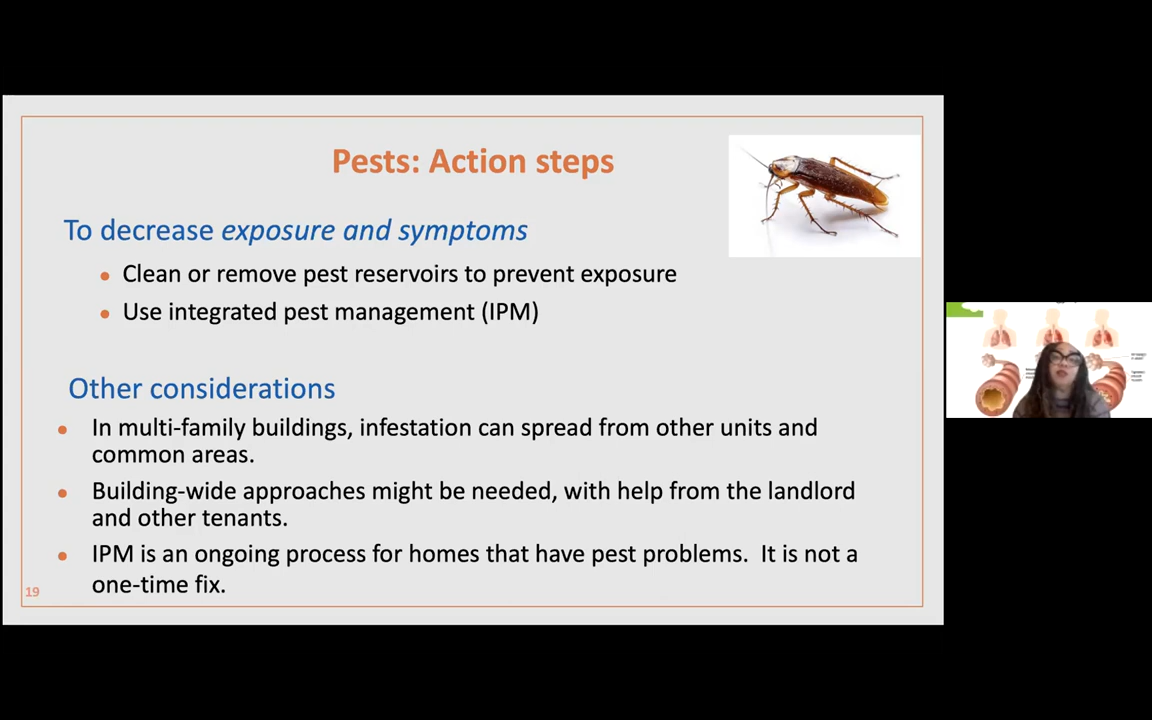 Pests: Action steps
To decrease exposure and symptoms
Clean or remove pest reservoirs to prevent exposure
Use integrated pest management (IPM)
Other considerations
In multi-family buildings, infestation can spread from other units and
common areas.
Building-wide approaches might be needed, with help from the landlord
and other tenants.
IPM is an ongoing process for homes that have pest problems.  It is not a
one-time fix.
19